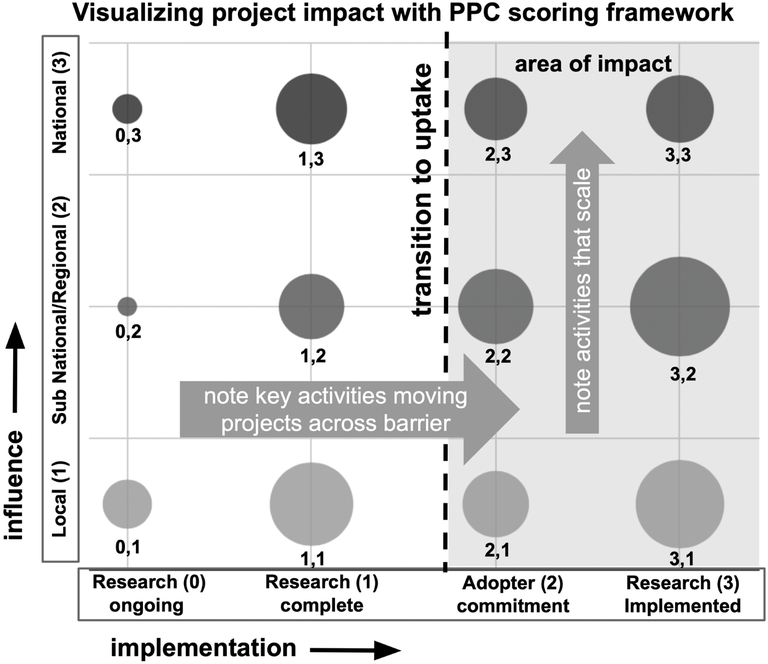 Visualizing project impact with PPC scoring framework
area of impact
National (3)
Sub National/Regional (2)
Local (1)
influence
transition to uptake
0,3
1,3
2,3
3,3
note activities that scale
0,2
1,2
2,2
3,2
note key activities moving
projects across barrier
0,1
1,1
2,1
3,1
Research (0)
ongoing
Research (1)
complete
Adopter (2)
commitment
Research (3)
Implemented
implementation